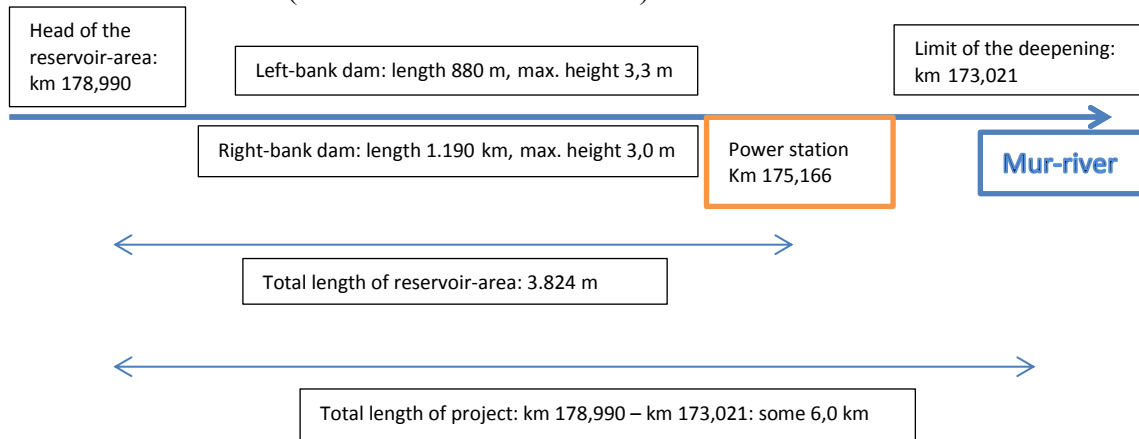 Head of the
reservoir-area:
km 178,990
Left-bank dam: length 880 m, max. height 3,3 m
Limit of the deepening:
km 173,021
Right-bank dam: length 1.190 km, max. height 3,0 m
Power station
Km 175,166
Mur-river
Total length of reservoir-area: 3.824 m
Total length of project: km 178,990 – km 173,021: some 6,0 km